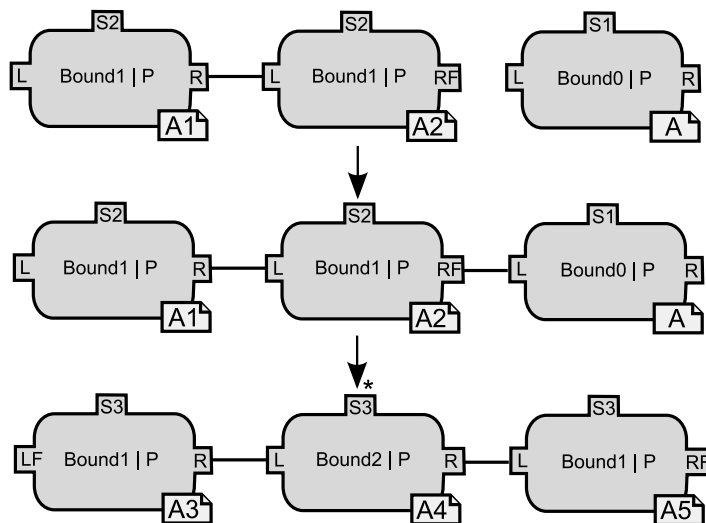 S2 S2 S1
L Bound1 | P R L Bound1 | P RF L Bound0 | P R
A1 A2 A
S2 S2 S1
L Bound1 | P R L Bound1 | P RF L Bound0 | P R
A1 A2 A
*
S3 S3 S3
LF Bound1 | P R L Bound2 | P R L Bound1 | P RF
A3 A4 A5